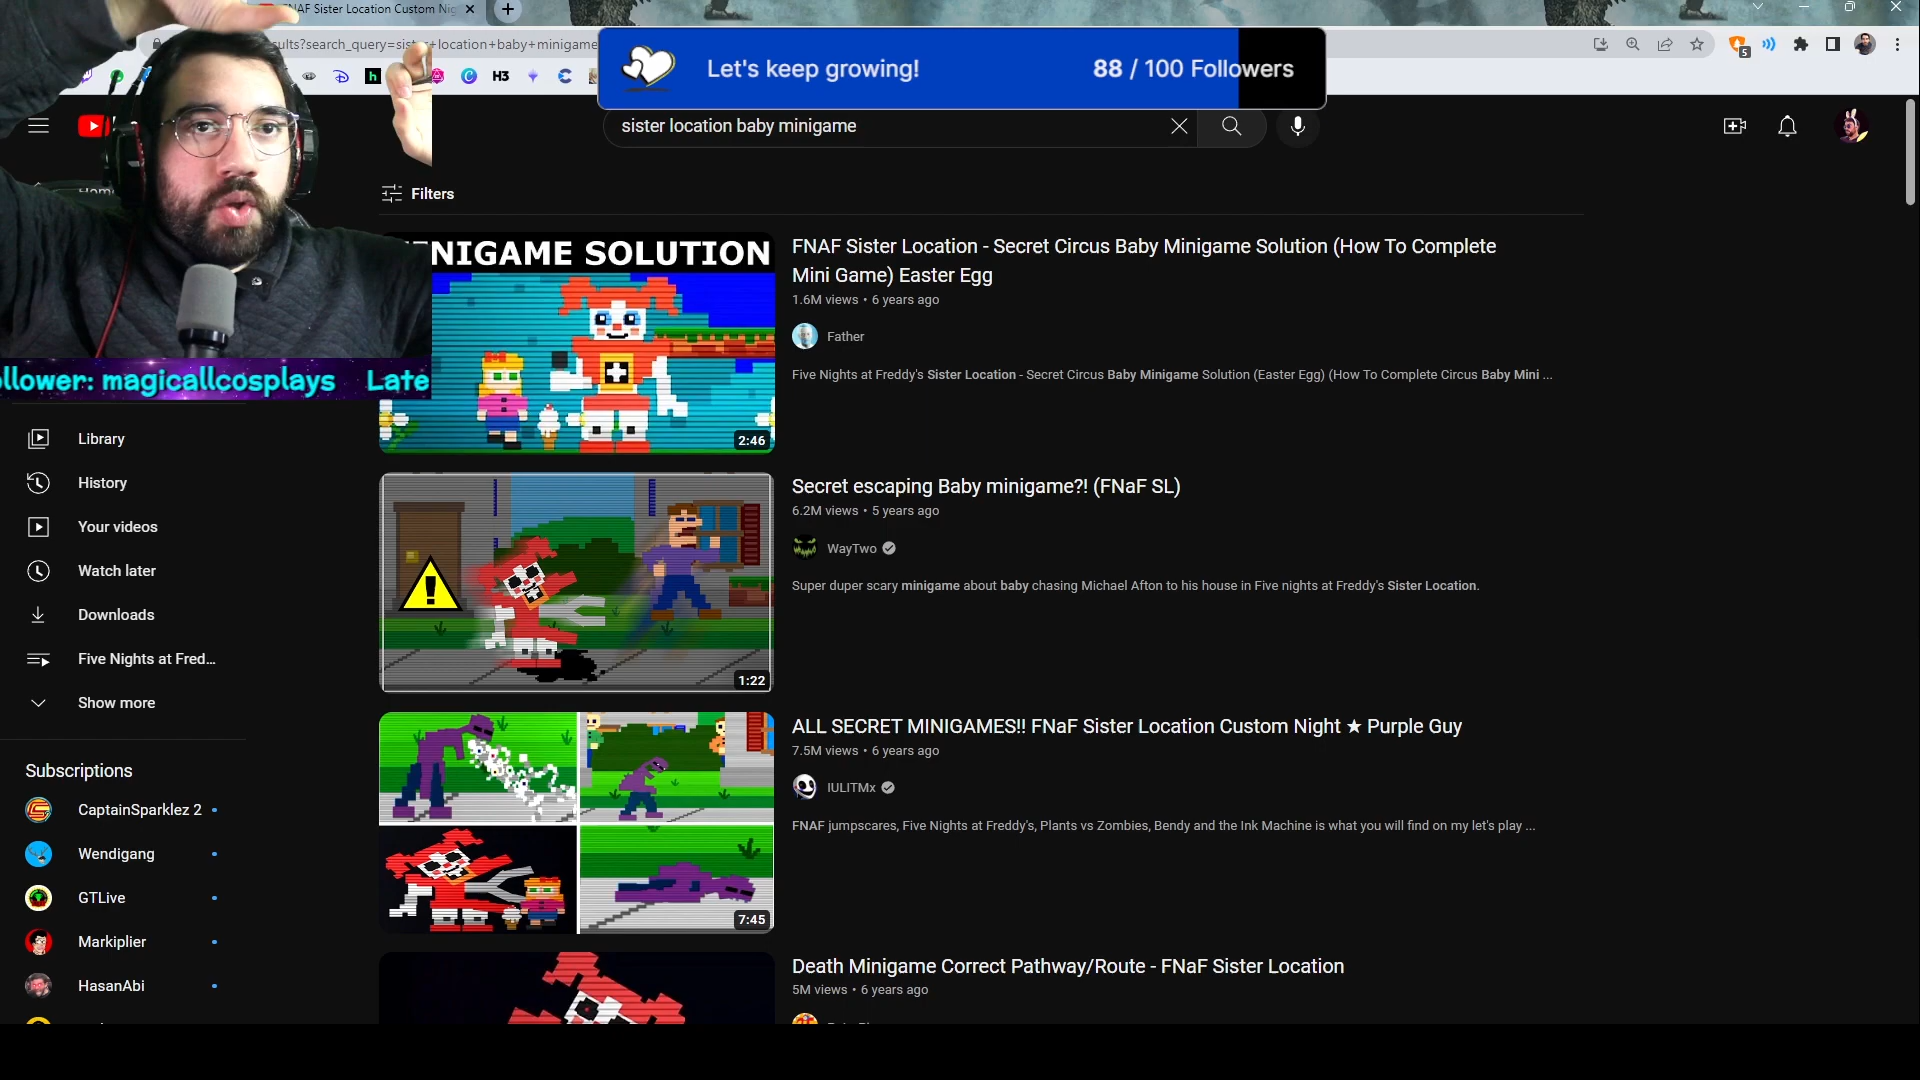 FNAF Sister Location Custom Nig
sults?search_query=sister+location+baby+minigame
Let's keep growing!
88 / 100 Followers
H3
5
sister location baby minigame
Home
Filters
NIGAME SOLUTION
2:46
FNAF Sister Location - Secret Circus Baby Minigame Solution (How To Complete
Mini Game) Easter Egg
1.6M views • 6 years ago
Father
Five Nights at Freddy's Sister Location - Secret Circus Baby Minigame Solution (Easter Egg) (How To Complete Circus Baby Mini ...
ollower: magicallcosplays Late
Library
History
Your videos
Watch later
Downloads
Five Nights at Fred...
Show more
Subscriptions
CaptainSparklez 2
Wendigang
GTLive
Markiplier
HasanAbi
1:22
Secret escaping Baby minigame?! (FNaF SL)
6.2M views • 5 years ago
WayTwo
Super duper scary minigame about baby chasing Michael Afton to his house in Five nights at Freddy's Sister Location.
7:45
ALL SECRET MINIGAMES!! FNaF Sister Location Custom Night ★ Purple Guy
7.5M views • 6 years ago
IULITMx
FNAF jumpscares, Five Nights at Freddy's, Plants vs Zombies, Bendy and the Ink Machine is what you will find on my let's play ...
Death Minigame Correct Pathway/Route - FNaF Sister Location
5M views • 6 years ago